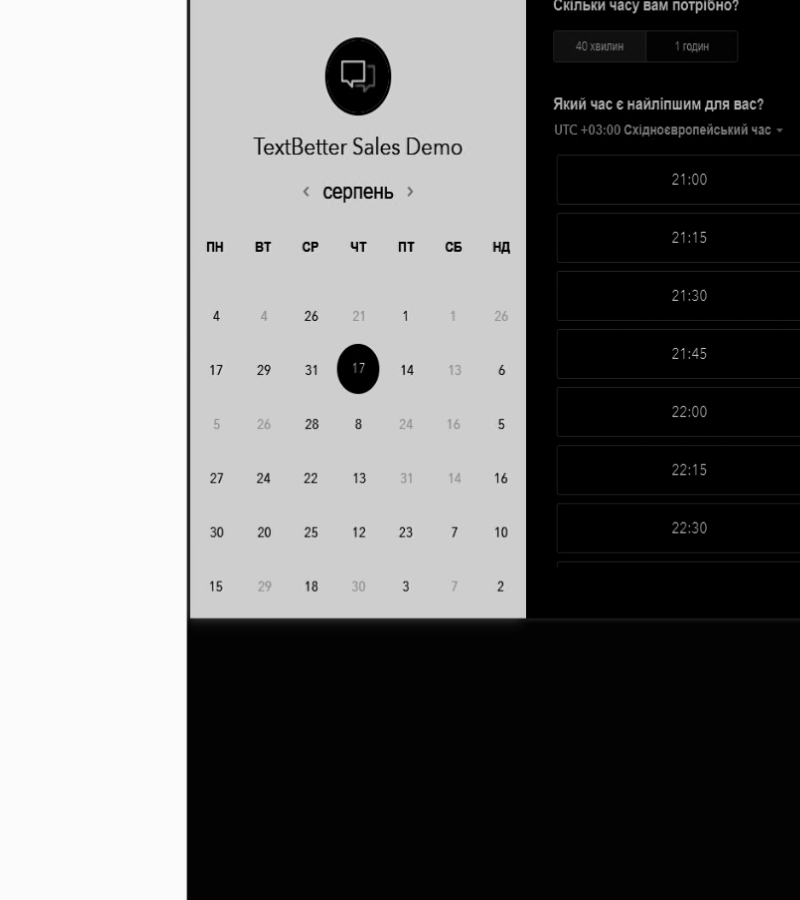 TextBetter Sales Demo
серпень
ПН ВТ СР ЧТ ПТ СБ НД
4 4 26 21 1 1 26
17 29 31 17 14 13 6
5 26 28 8 24 16 5
27 24 22 13 31 14 16
30 20 25 12 23 7 10
15 29 18 30 3 7 2
Скільки часу вам потрібно?
40 хвилин 1 годин
Який час є найліпшим для вас?
UTC +03:00 Східноєвропейський час
21:00
21:15
21:30
21:45
22:00
22:15
22:30